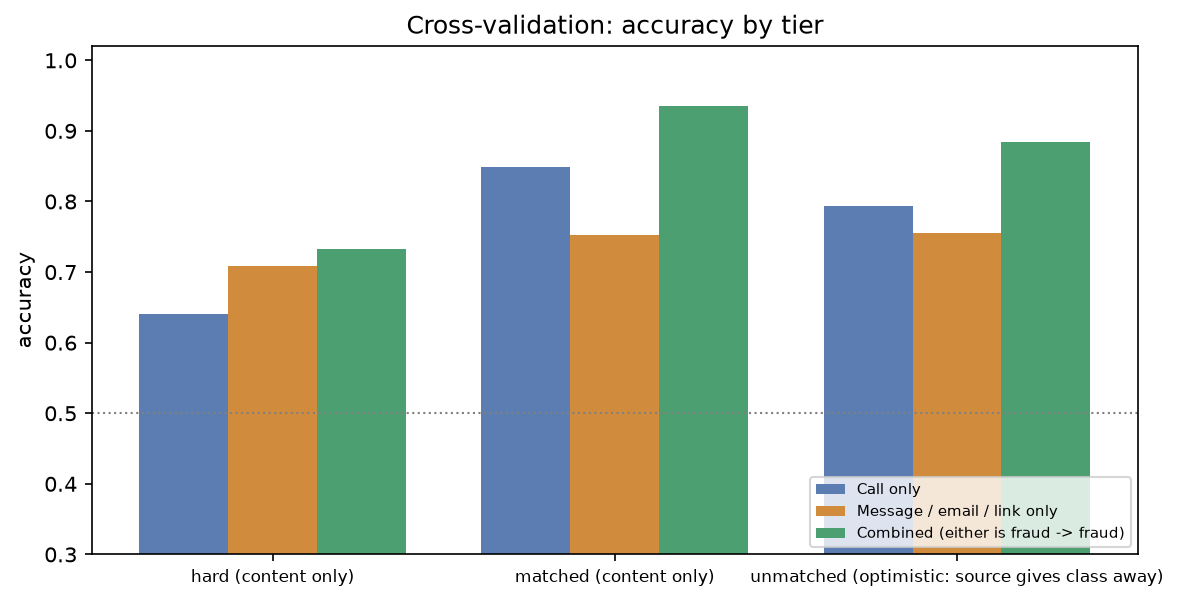 Cross-validation: accuracy by tier
accuracy
1.0
0.9
0.8
0.7
0.6
0.5
0.4
0.3
Call only
Message / email / link only
Combined (either is fraud -> fraud)
hard (content only)
matched (content only)
unmatched (optimistic: source gives class away)